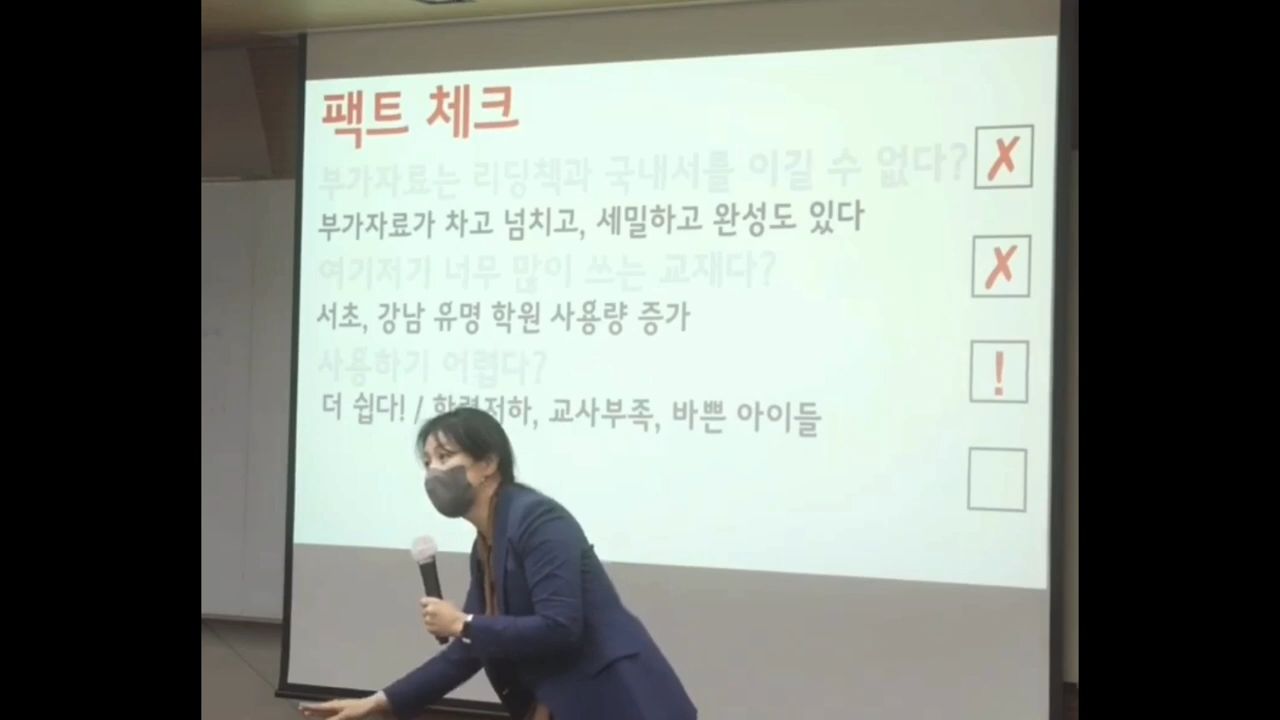 팩트 체크
부가자료는 리딩책과 국내서를 이길 수 없다?
부가자료가 차고 넘치고, 세밀하고 완성도 있다
여기저기 너무 많이 쓰는 교재다?
서초, 강남 유명 학원 사용량 증가
사용하기 어렵다?
더 쉽다! / 학력저하, 교사부족, 바쁜 아이들